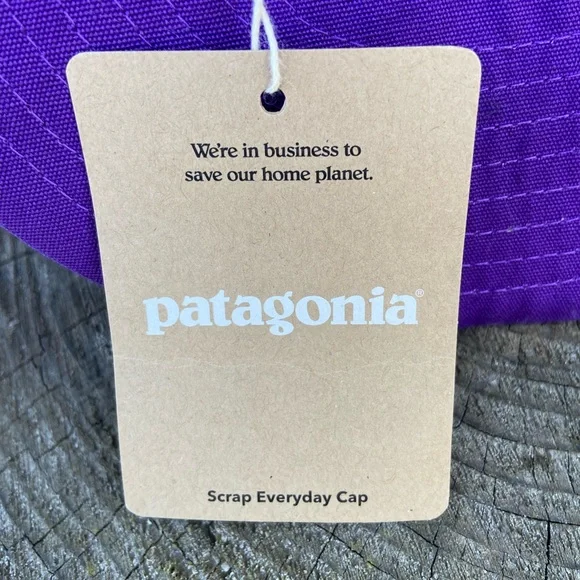 We're in business to
save our home planet.
patagonia®
Scrap Everyday Cap